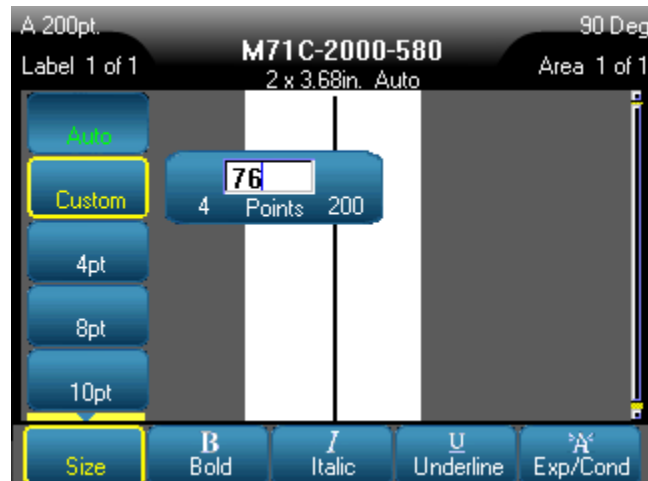 A 200pt.
90 Deg
M71C-2000-580
Label 1 of 1
Area 1 of 1
2 x 3.68in. Auto
Auto
Custom
76
4 Points 200
4pt
8pt
10pt
Size
B Bold
I Italic
U Underline
A Exp/Cond